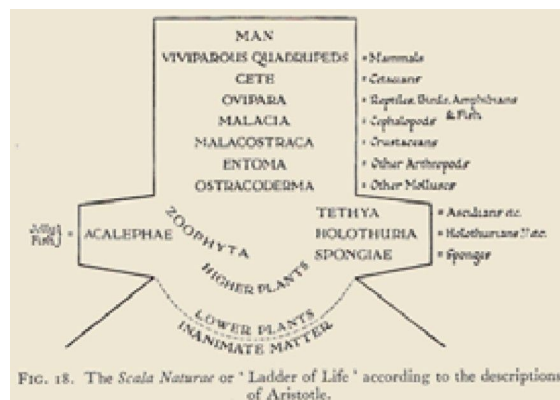 MAN
VIVIPAROUS QUADRUPEDS = Mammals
CETE = Cetaceans
OVIPARA = Reptiles, Birds, Amphibians & Fish
MALACIA = Cephalopods
MALACOSTRACA = Crustaceans
ENTOMA = Other Arthropods
OSTRACODERMA = Other Molluscs
ZOOPHYTA
TETHYA = Ascidians etc.
Jelly Fish = ACALEPHAE
HOLOTHURIA = Holothurians etc.
SPONGIAE = Sponges
HIGHER PLANTS
LOWER PLANTS
INANIMATE MATTER
FIG. 18. The Scala Naturae or 'Ladder of Life' according to the descriptions
of Aristotle.